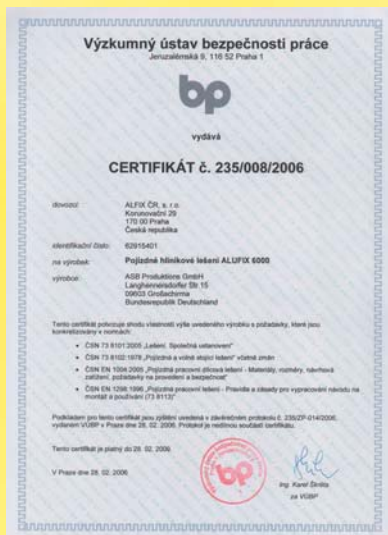 Výzkumný ústav bezpečnosti práce
Jeruzalémská 9, 116 52 Praha 1
bp
vydává
CERTIFIKÁT č. 235/008/2006
dovozci: ALFIX ČR, s. r.o.
Korunovační 29
170 00 Praha
Česká republika
identifikační číslo: 62915401
na výrobek: Pojízdné hliníkové lešení ALUFIX 6000
výrobce: ASB Produktions GmbH
Langhennersdorfer Str.15
09603 Großschirma
Bundesrepublik Deutschland
Tento certifikát potvrzuje shodu vlastností výše uvedeného výrobku s požadavky, které jsou
konkretizovány v normách:
• ČSN 73 8101:2005 „Lešení. Společná ustanovení"
• ČSN 73 8102:1978 „Pojízdná a volně stojící lešení" včetně změn
• ČSN EN 1004:2005 „Pojízdná pracovní dílcová lešení - Materiály, rozměry, návrhová
zatížení, požadavky na provedení a bezpečnost"
• ČSN EN 1298:1996 „Pojízdná pracovní lešení - Pravidla a zásady pro vypracování návodu na
montáž a používání (73 8113)"
Podkladem pro tento certifikát jsou zjištění uvedená v závěrečném protokolu č. 235/ZP-014/2006,
vydaném VÚBP v Praze dne 28. 02. 2006. Protokol je nedílnou součástí certifikátu.
Tento certifikát je platný do 28. 02.
V Praze dne 28. 02. 2006
bp
Ing. Karel Škréta
za VÚBP